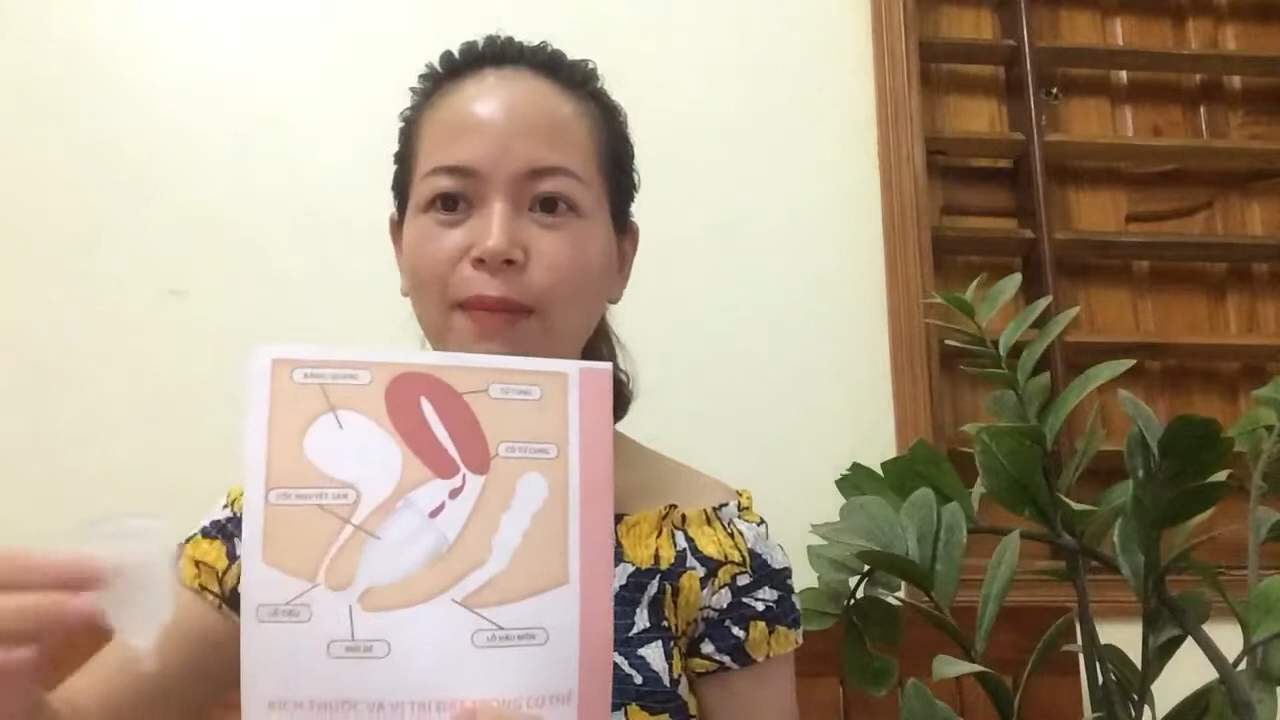 BÀNG QUANG
TỬ CUNG
CỔ TỬ CUNG
CỐC NGUYỆT SAN
LỖ TIỂU
LỖ HẬU MÔN
MÔI BÉ
KÍCH THƯỚC VÀ VỊ TRÍ ĐẶT TRONG CƠ THỂ